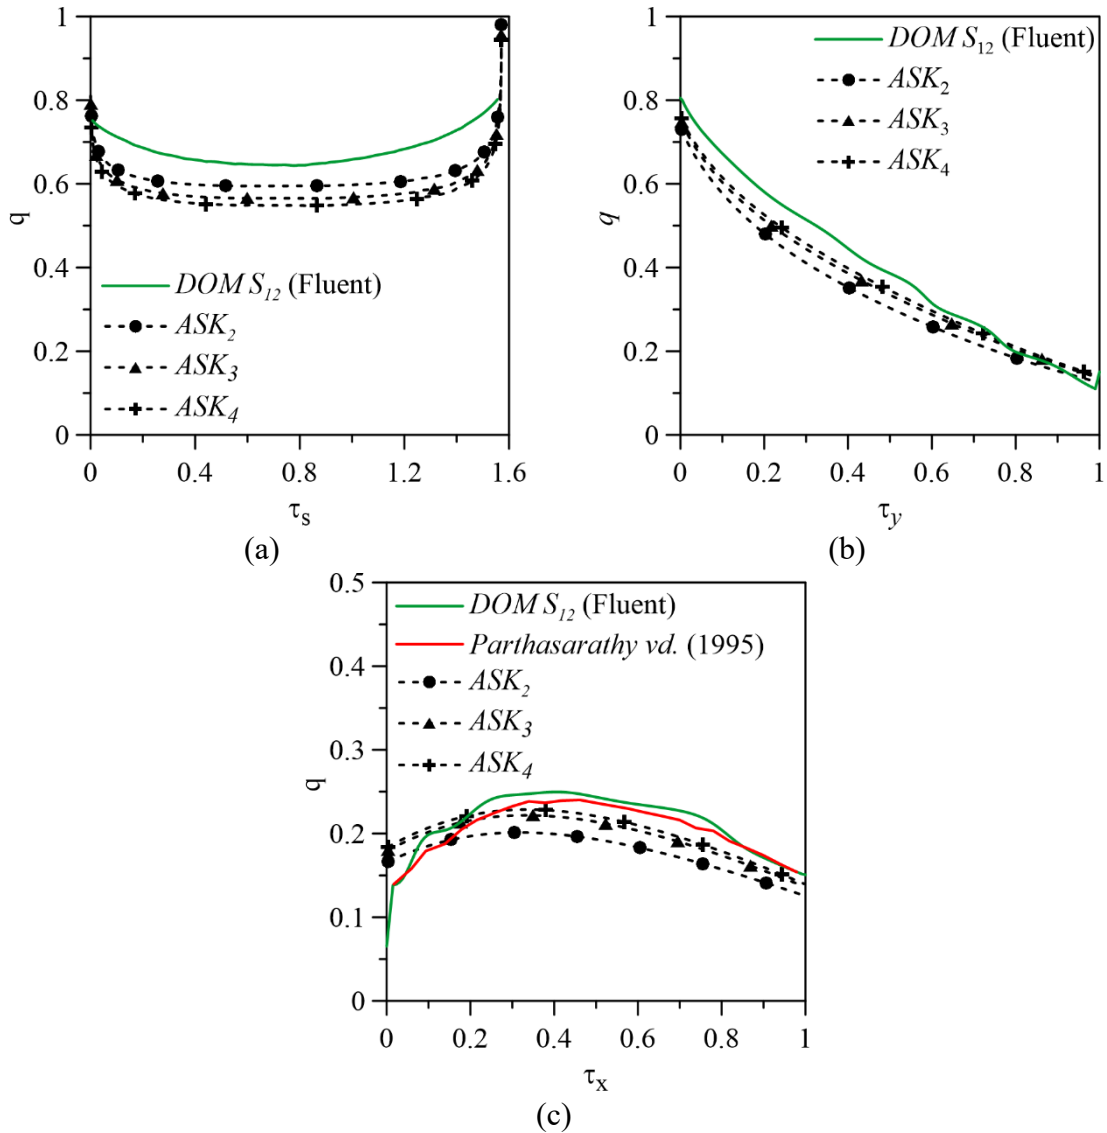 1
0.8
0.6
0.4
0.2
0
q
DOM S12 (Fluent)
ASK2
ASK3
ASK4
0 0.4 0.8 1.2 1.6
τs
(a)
1
0.8
0.6
0.4
0.2
0
q
DOM S12 (Fluent)
ASK2
ASK3
ASK4
0 0.2 0.4 0.6 0.8 1
τy
(b)
0.5
0.4
0.3
0.2
0.1
0
q
DOM S12 (Fluent)
Parthasarathy vd. (1995)
ASK2
ASK3
ASK4
0 0.2 0.4 0.6 0.8 1
τx
(c)